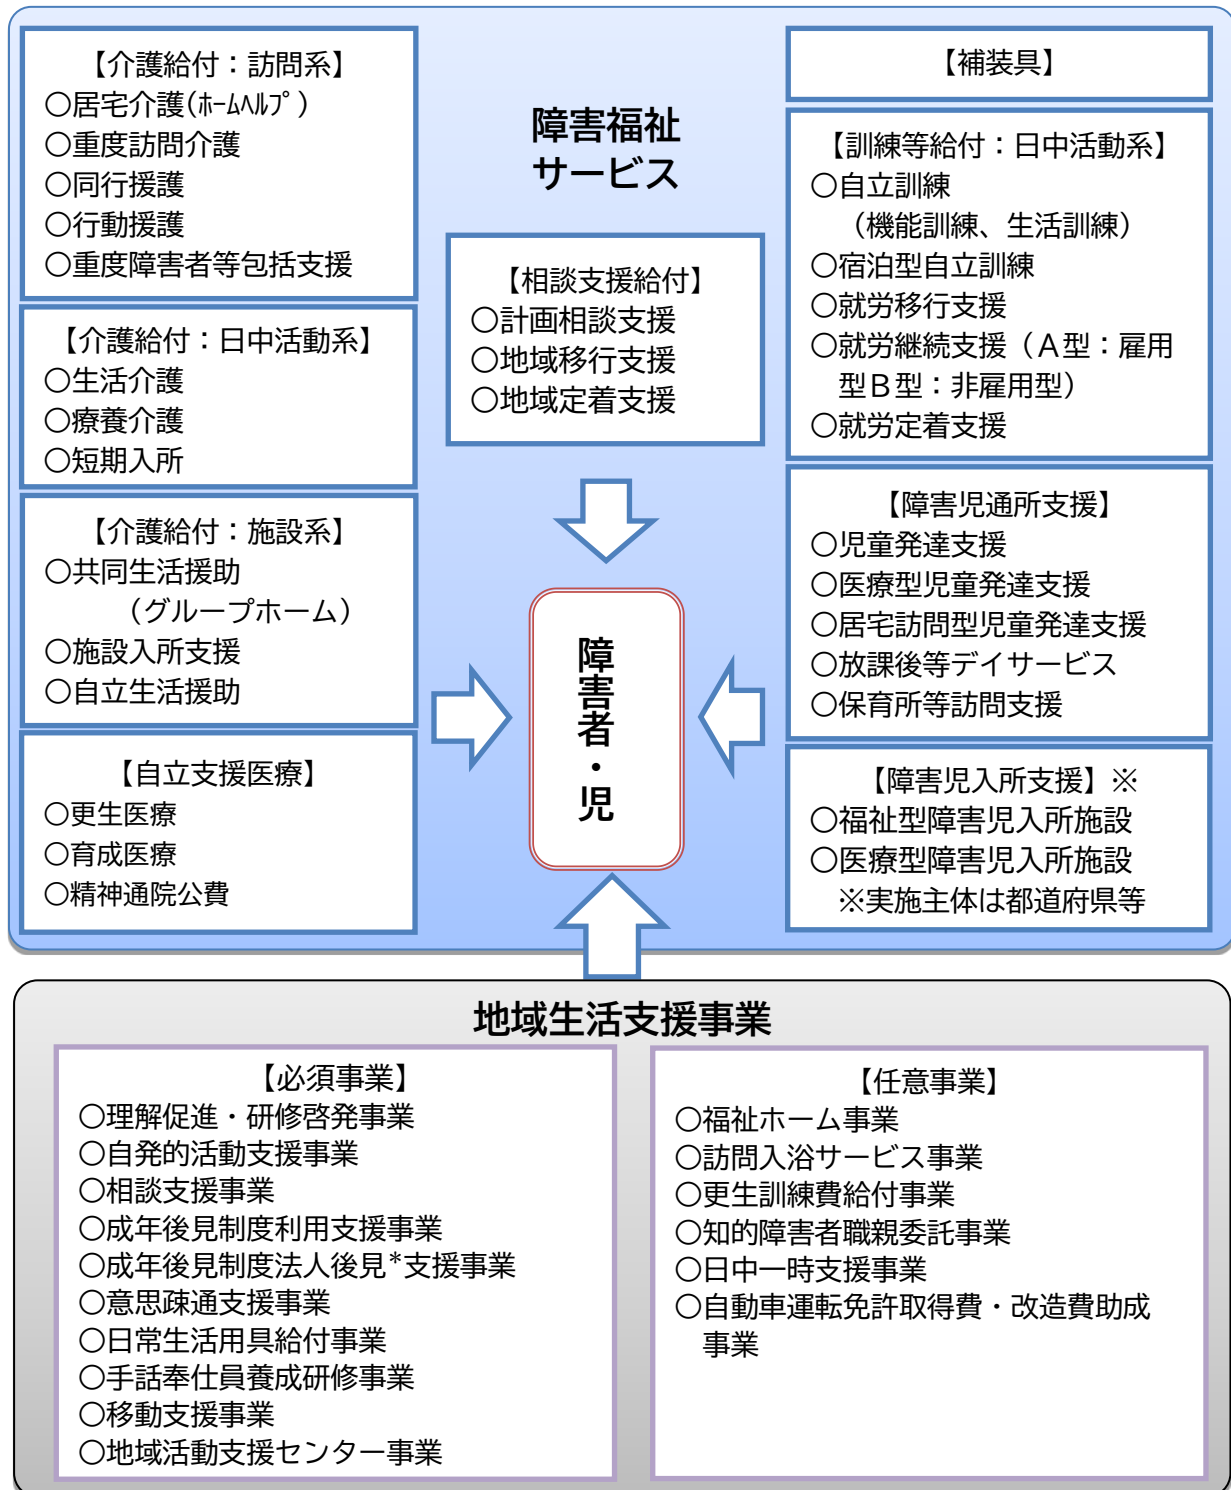 障害福祉
サービス
【介護給付：訪問系】
○居宅介護(ﾎｰﾑﾍﾙﾌﾟ)
○重度訪問介護
○同行援護
○行動援護
○重度障害者等包括支援
【介護給付：日中活動系】
○生活介護
○療養介護
○短期入所
【介護給付：施設系】
○共同生活援助
（グループホーム）
○施設入所支援
○自立生活援助
【自立支援医療】
○更生医療
○育成医療
○精神通院公費
【相談支援給付】
○計画相談支援
○地域移行支援
○地域定着支援
障害者・児
【補装具】
【訓練等給付：日中活動系】
○自立訓練
（機能訓練、生活訓練）
○宿泊型自立訓練
○就労移行支援
○就労継続支援（Ａ型：雇用
型Ｂ型：非雇用型）
○就労定着支援
【障害児通所支援】
○児童発達支援
○医療型児童発達支援
○居宅訪問型児童発達支援
○放課後等デイサービス
○保育所等訪問支援
【障害児入所支援】※
○福祉型障害児入所施設
○医療型障害児入所施設
※実施主体は都道府県等
地域生活支援事業
【必須事業】
○理解促進・研修啓発事業
○自発的活動支援事業
○相談支援事業
○成年後見制度利用支援事業
○成年後見制度法人後見*支援事業
○意思疎通支援事業
○日常生活用具給付事業
○手話奉仕員養成研修事業
○移動支援事業
○地域活動支援センター事業
【任意事業】
○福祉ホーム事業
○訪問入浴サービス事業
○更生訓練費給付事業
○知的障害者職親委託事業
○日中一時支援事業
○自動車運転免許取得費・改造費助成
事業